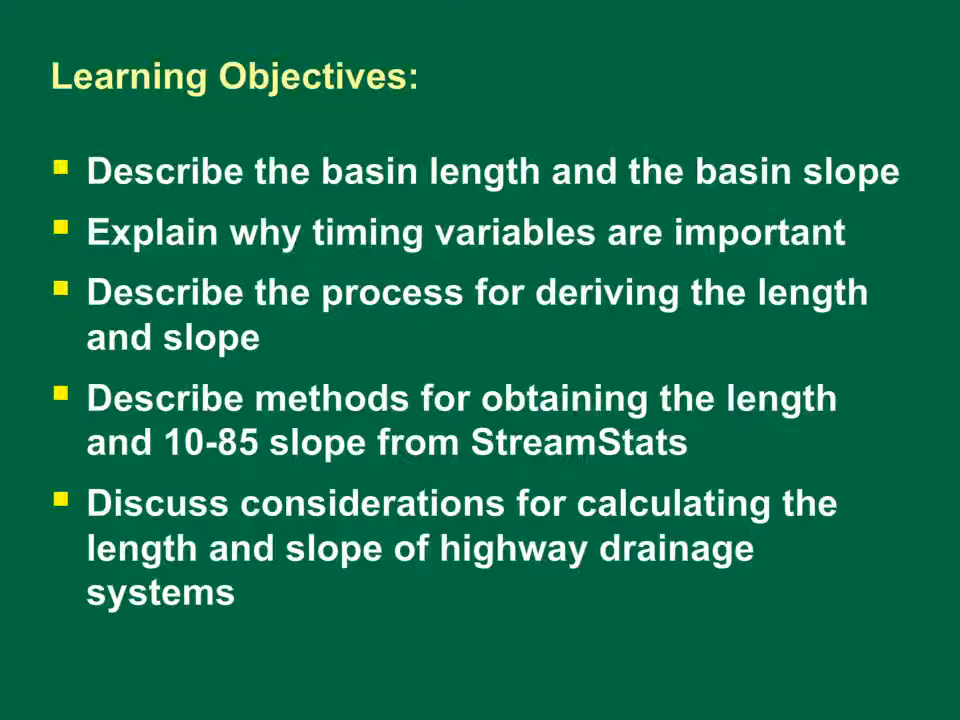 Learning Objectives:
Describe the basin length and the basin slope
Explain why timing variables are important
Describe the process for deriving the length
and slope
Describe methods for obtaining the length
and 10-85 slope from StreamStats
Discuss considerations for calculating the
length and slope of highway drainage
systems